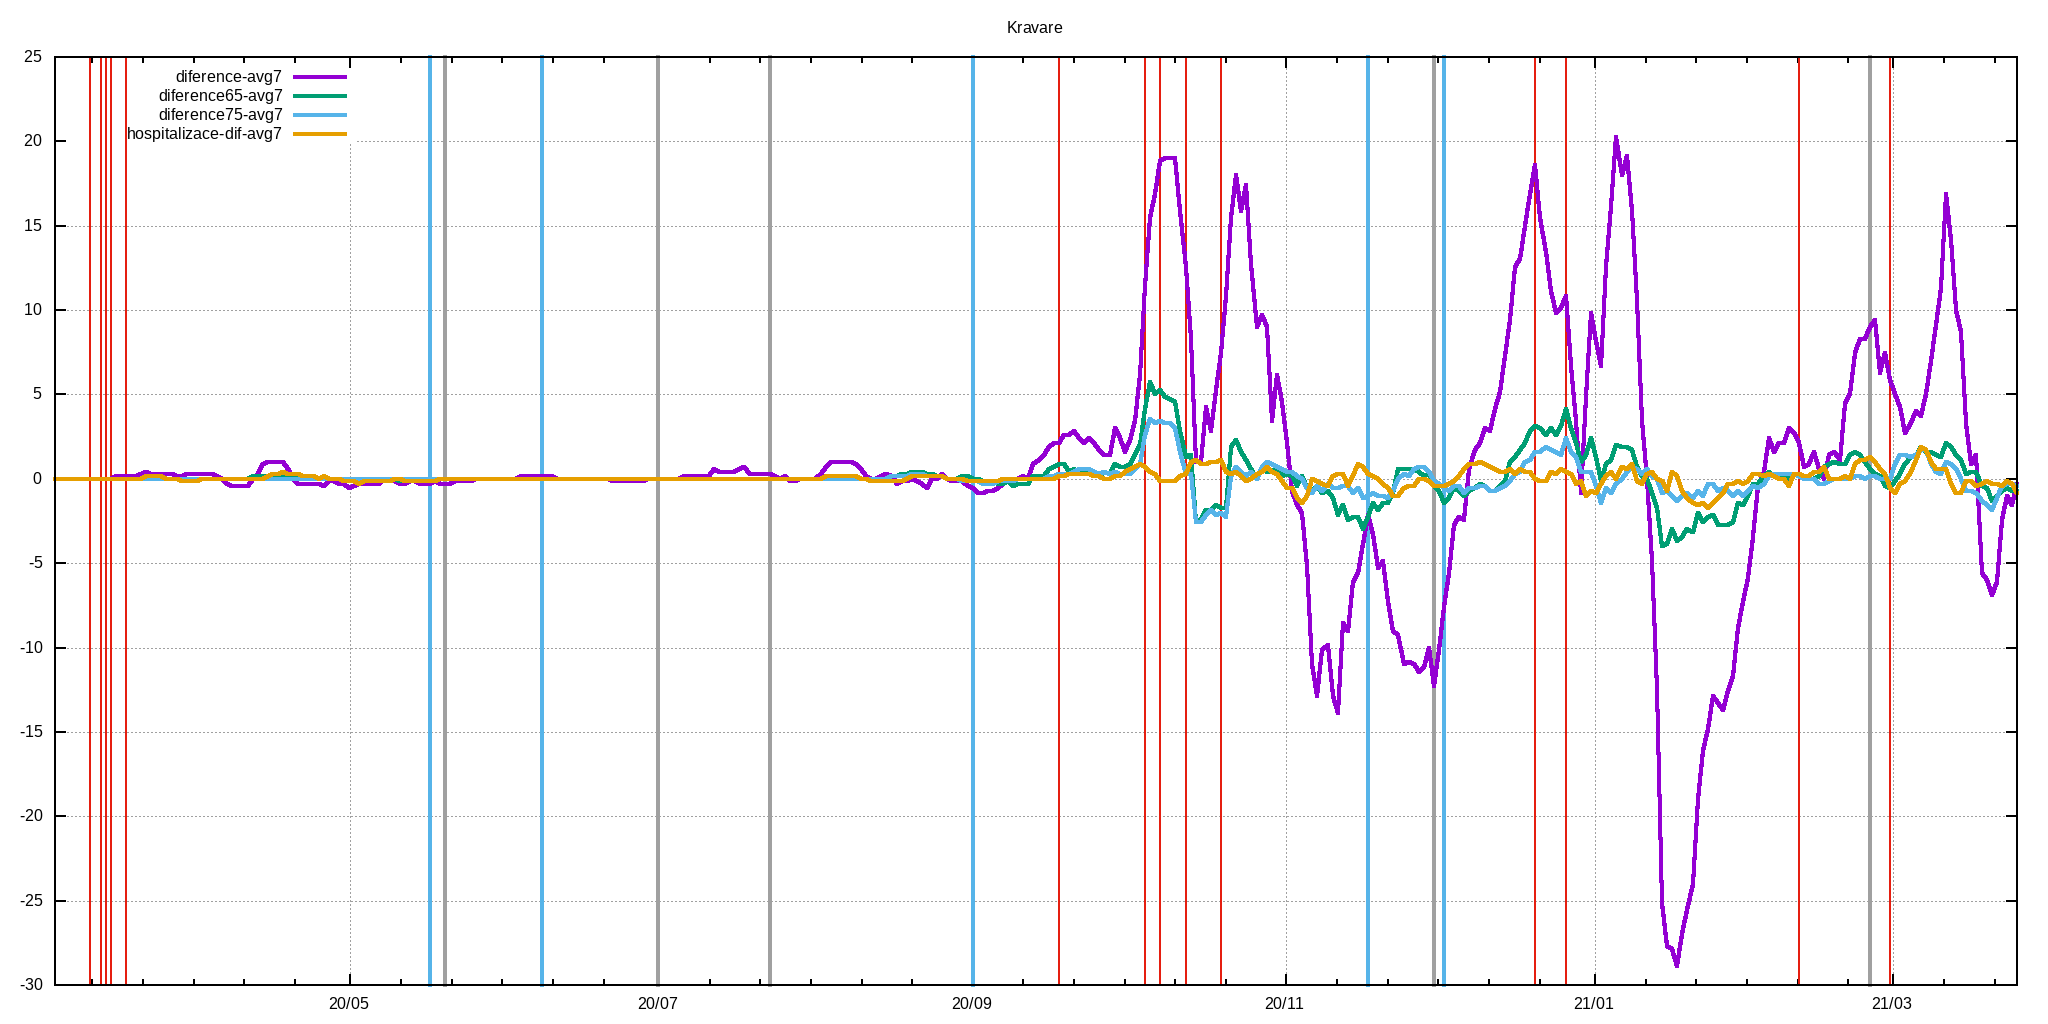 Kravare
25
diference-avg7
diference65-avg7
diference75-avg7
hospitalizace-dif-avg7
20
15
10
5
0
-5
-10
-15
-20
-25
-30
20/05 20/07 20/09 20/11 21/01 21/03